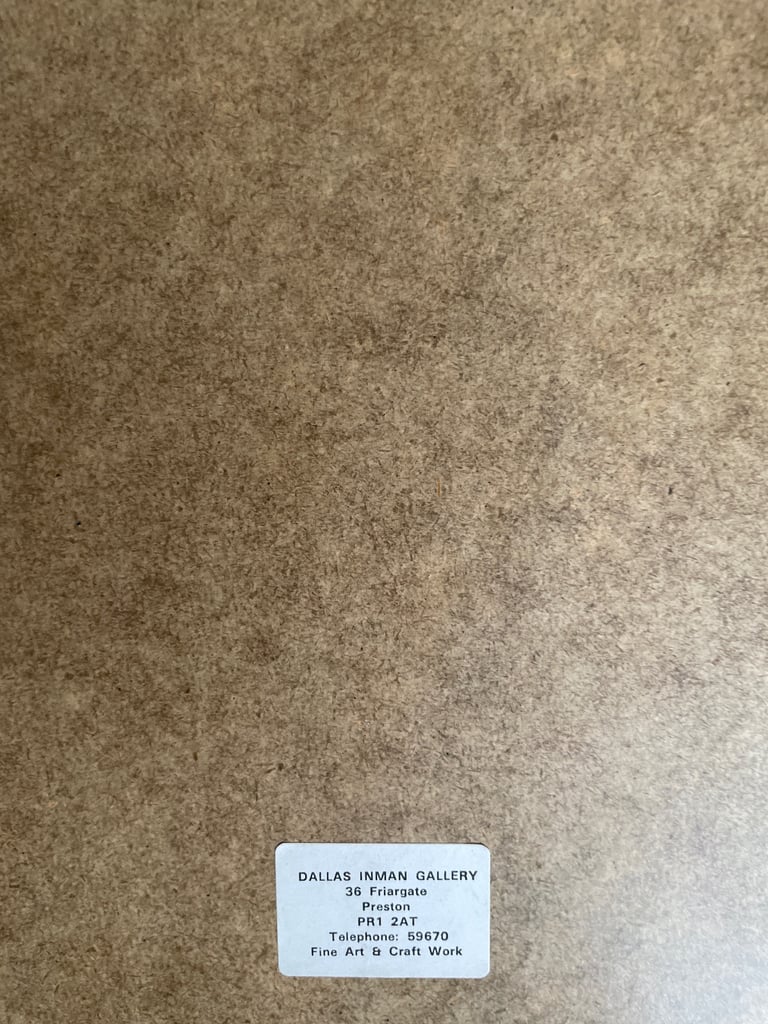 DALLAS INMAN GALLERY
36 Friargate
Preston
PR1 2AT
Telephone: 59670
Fine Art & Craft Work